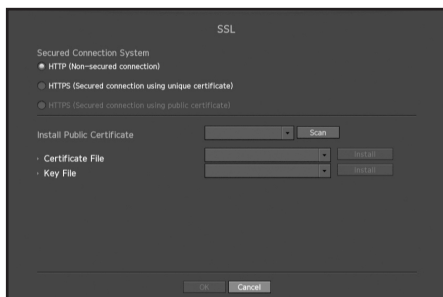 SSL
Secured Connection System
HTTP (Non-secured connection)
HTTPS (Secured connection using unique certificate)
HTTPS (Secured connection using public certificate)
Install Public Certificate Scan
· Certificate File Install
· Key File Install
OK Cancel